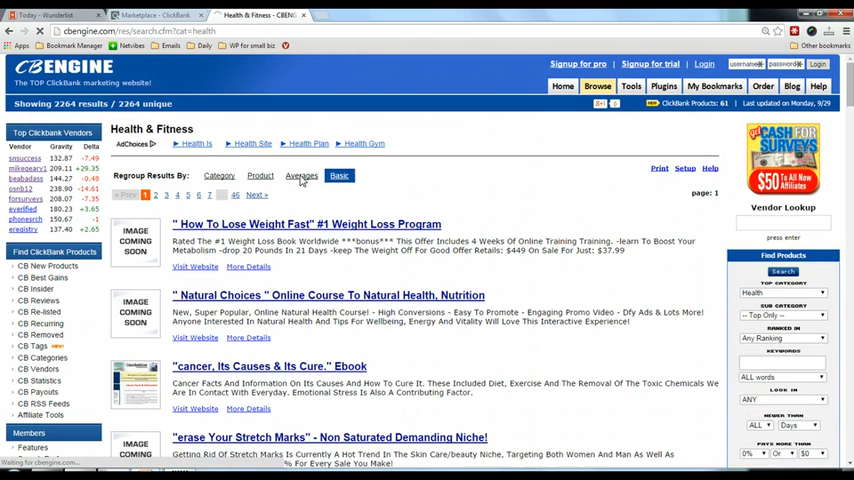 Today - Wunderlist
Marketplace - ClickBank
Health & Fitness - CBENG
cbengine.com/res/search.cfm?cat=health
Apps
Bookmark Manager
Netvibes
Emails
Daily
WP for small biz
Other bookmarks
CBENGINE
The TOP ClickBank marketing website!
Signup for pro
Signup for trial
Login
username
password
Login
Home
Browse
Tools
Plugins
My Bookmarks
Order
Blog
Help
Showing 2264 results / 2264 unique
g+1
0
NEW
ClickBank Products: 61
Last updated on Monday, 9/29
Top Clickbank Vendors
Vendor Gravity Delta
snsuccess 132.87 -7.49
mikegeary1 209.11 +29.35
beabadass 232.45 -7.71
osnb12 238.90 -14.61
forsurveys 208.27 -7.35
everified 180.23 +3.65
phonesrch 150.67 -1
eregistry 137.40 +2.65
Find ClickBank Products
CB New Products
CB Best Gains
CB Insider
CB Reviews
CB Re-listed
CB Recurring
CB Removed
CB Tags NEW!
CB Categories
CB Vendors
CB Statistics
CB Payouts
CB RSS Feeds
Affiliate Tools
Members
Features
Health & Fitness
AdChoices
Health Is
Health Site
Health Plan
Health Gym
Regroup Results By: Category Product Averages Basic
Print Setup Help
« Prev 1 2 3 4 5 6 7 ... 46 Next »
page: 1
IMAGE
COMING
SOON
" How To Lose Weight Fast" #1 Weight Loss Program
Rated The #1 Weight Loss Book Worldwide ***bonus*** This Offer Includes 4 Weeks Of Online Training Training. -learn To Boost Your
Metabolism -drop 20 Pounds In 21 Days -keep The Weight Off For Good Offer Retails: $449 On Sale For Just: $37.99
Visit Website More Details
IMAGE
COMING
SOON
" Natural Choices " Online Course To Natural Health, Nutrition
New, Super Popular, Online Natural Health Course! - High Conversions - Easy To Promote - Engaging Promo Video - Dfy Ads & Lots More!
Anyone Interested In Natural Health And Tips For Wellbeing, Energy And Vitality Will Love This Interactive Experience!
Visit Website More Details
"cancer, Its Causes & Its Cure." Ebook
Cancer Facts And Information On Its Causes And How To Cure It. These Included Diet, Exercise And The Removal Of The Toxic Chemicals We
Are In Contact With Everyday. Emotional Stress Is Also A Contributing Factor.
Visit Website More Details
IMAGE
COMING
"erase Your Stretch Marks" - Non Saturated Demanding Niche!
Getting Rid Of Stretch Marks Is Currently A Hot Trend In The Skin Care/beauty Niche, Targeting Both Women And Man As Well As
% For Every Sale You Make!
get CASH FOR
SURVEYS
$50 To All New
Affiliates
Vendor Lookup
press enter
Find Products
Search
TOP CATEGORY
Health
SUB CATEGORY
-- Top Only --
RANKED IN
Any Ranking
KEYWORDS
ALL words
LOOK IN
ANY
NEWER THAN
ALL
Days
PAYS MORE THAN
0%
Or
$0
Waiting for cbengine.com...